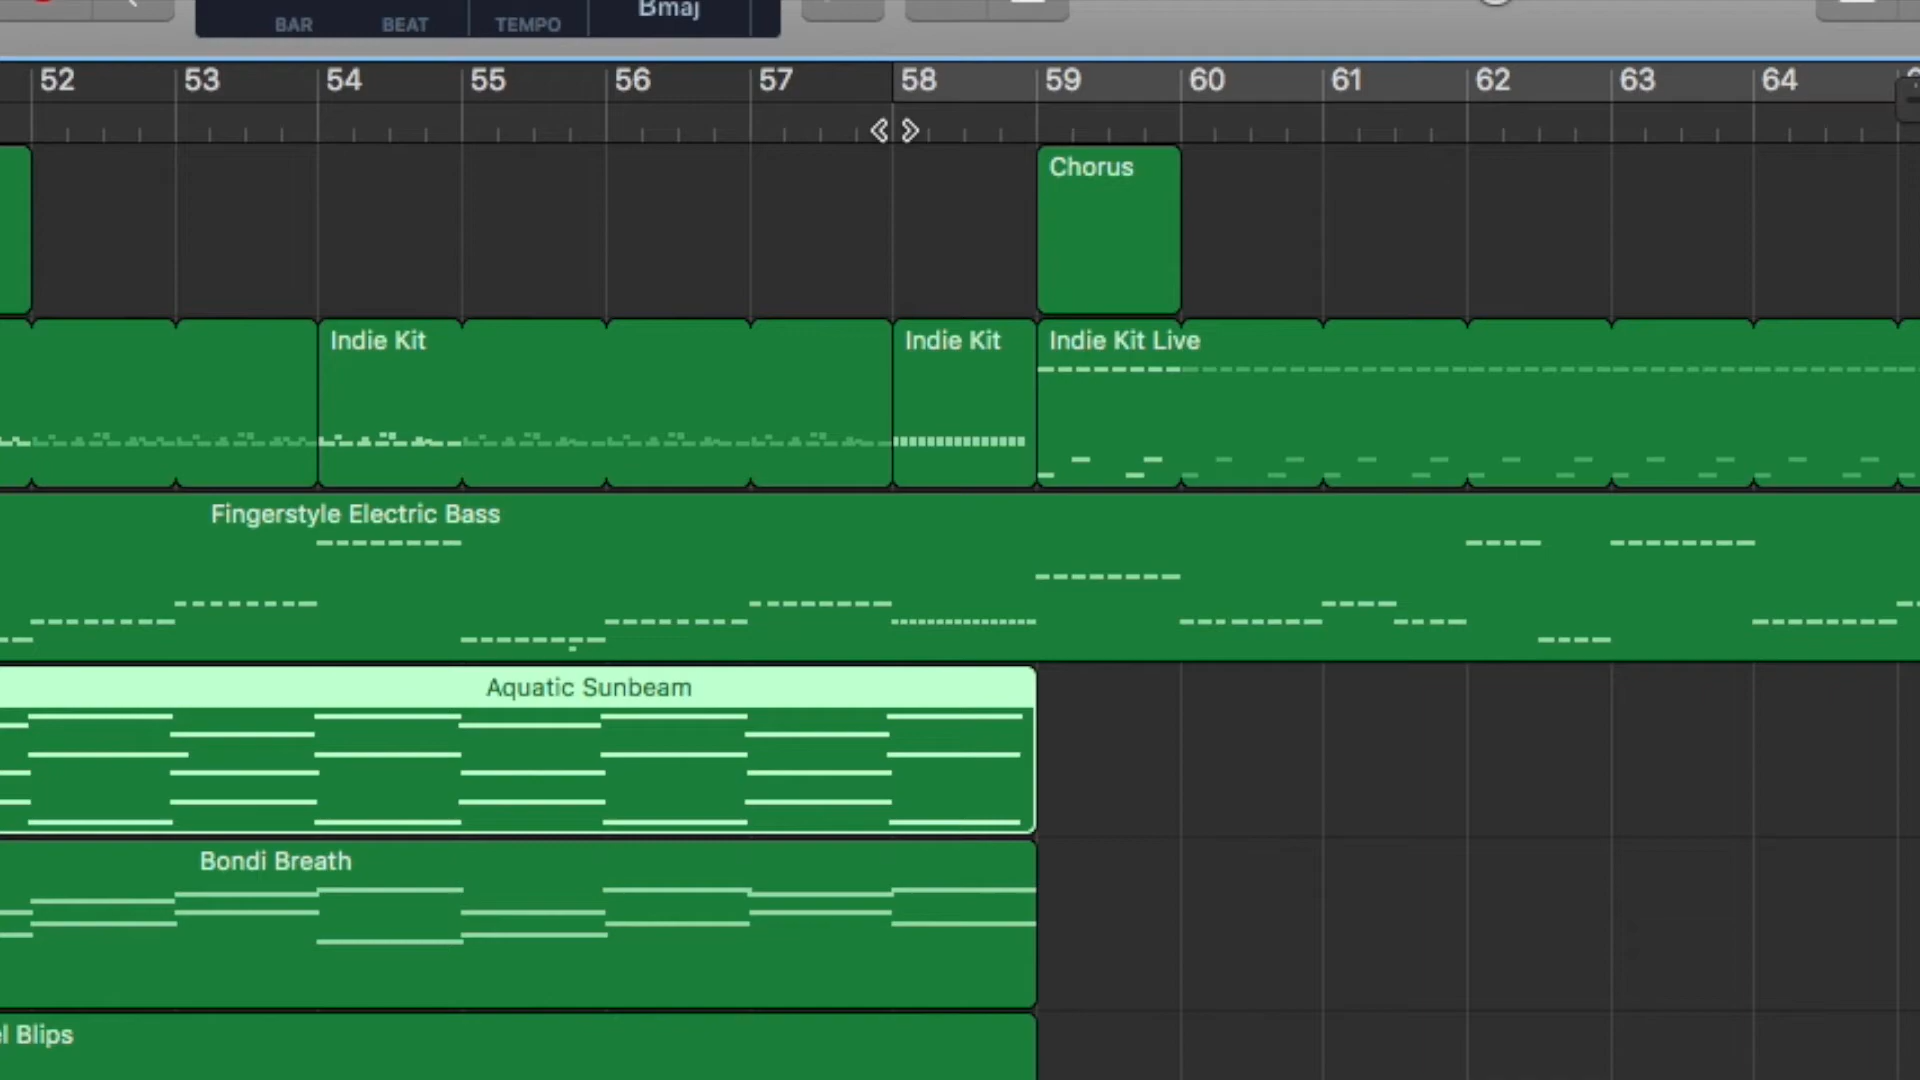 Bmaj
BAR BEAT TEMPO
52 53 54 55 56 57 58 59 60 61 62 63 64
Chorus
Indie Kit Indie Kit Indie Kit Live
Fingerstyle Electric Bass
Aquatic Sunbeam
Bondi Breath
Blips